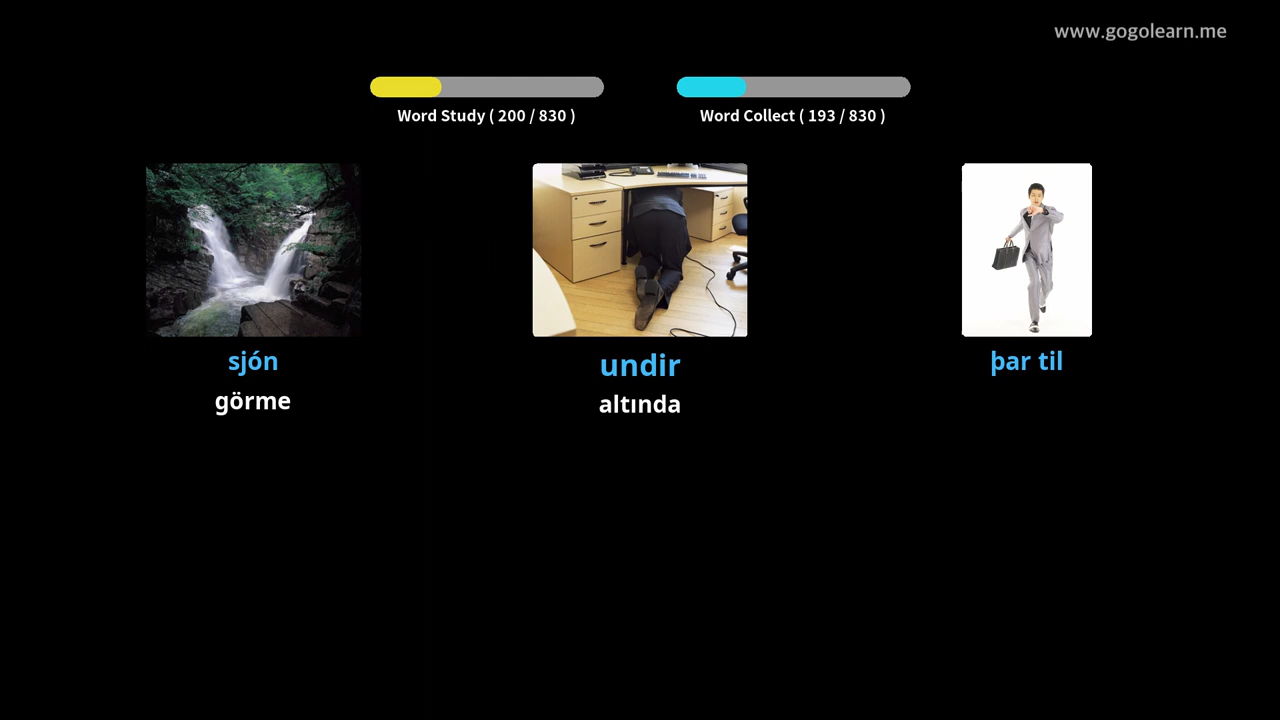 www.gogolearn.me
Word Study ( 200 / 830 )
Word Collect ( 193 / 830 )
sjón
undir
þar til
görme
altında